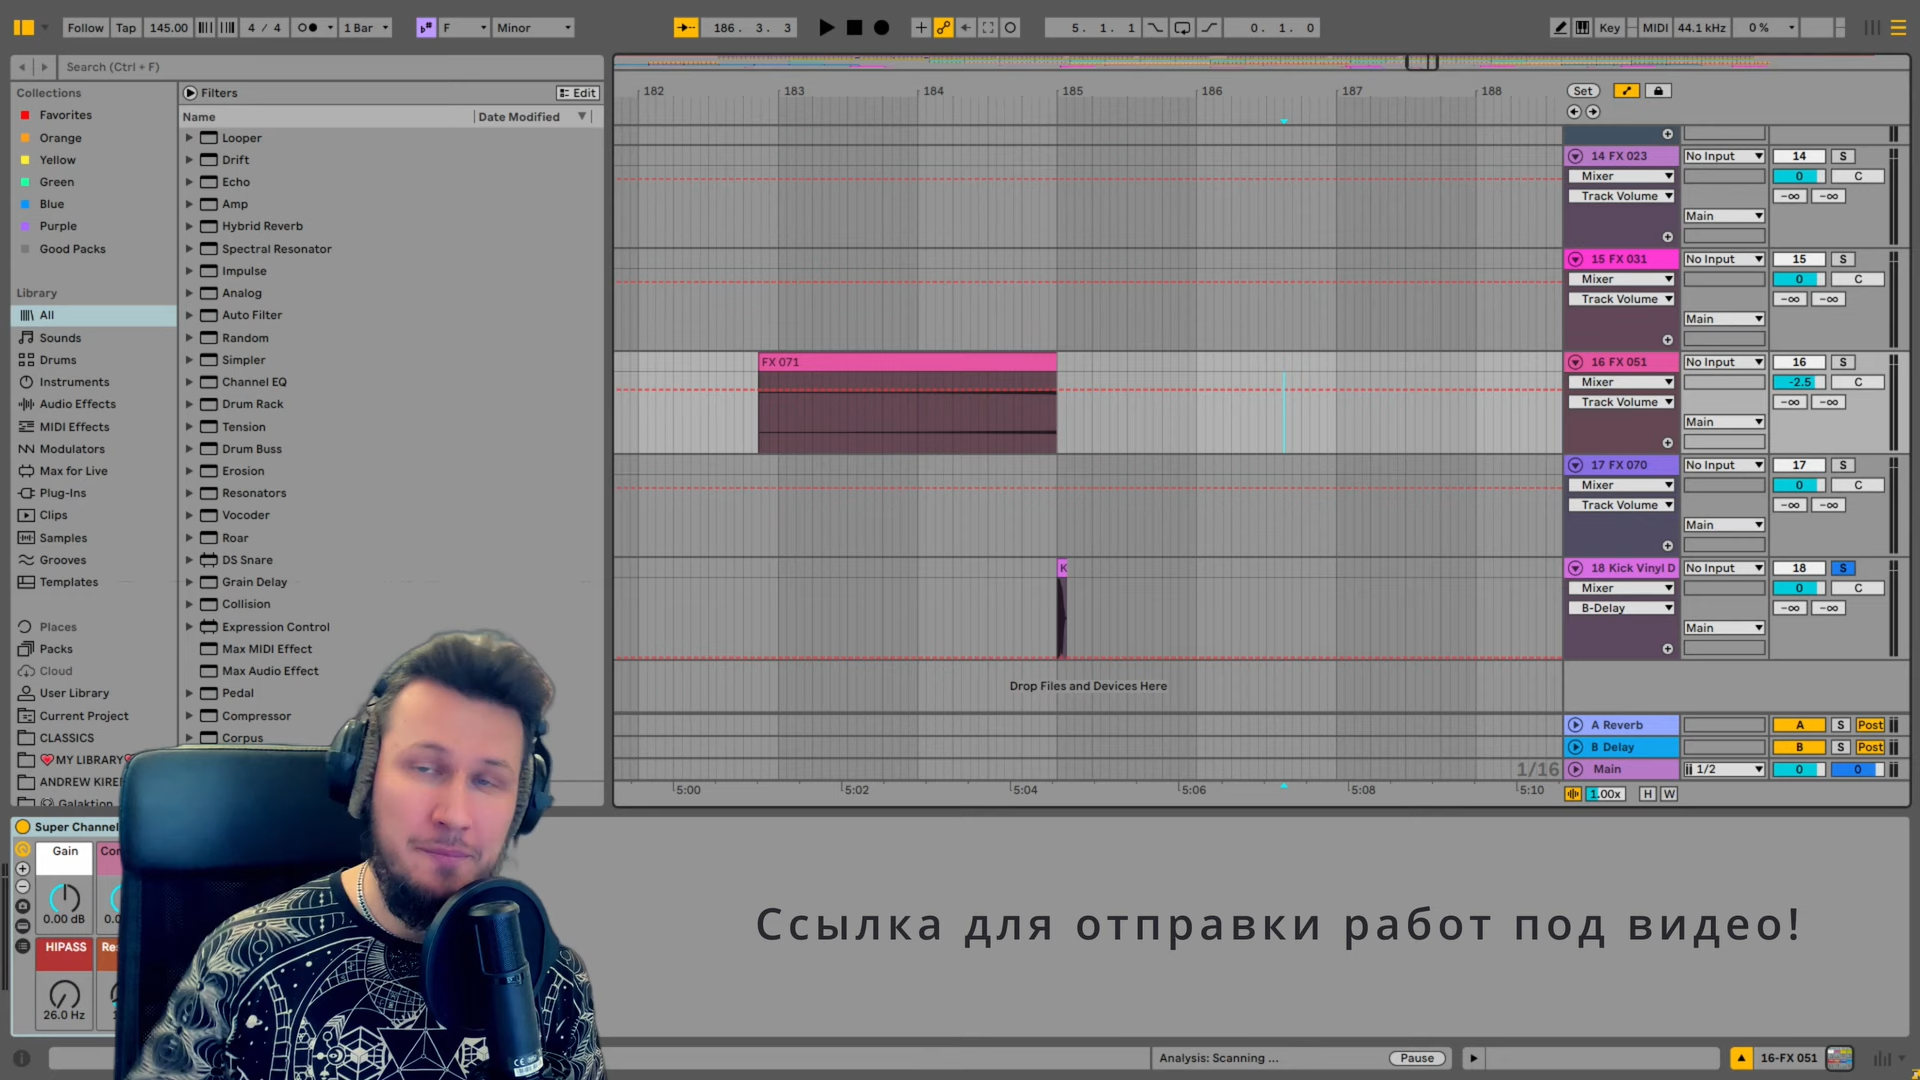 Follow Tap 145.00 4 / 4 1 Bar F Minor 186. 3. 3 5. 1. 1 0. 1. 0 Key MIDI 44.1 kHz 0 %
Search (Ctrl + F)
Collections
Favorites
Orange
Yellow
Green
Blue
Purple
Good Packs
Library
All
Sounds
Drums
Instruments
Audio Effects
MIDI Effects
Modulators
Max for Live
Plug-Ins
Clips
Samples
Grooves
Templates
Places
Packs
Cloud
User Library
Current Project
CLASSICS
MY LIBRARY
ANDREW KIRE
Galaktion
Filters Edit
Name Date Modified
Looper
Drift
Echo
Amp
Hybrid Reverb
Spectral Resonator
Impulse
Analog
Auto Filter
Random
Simpler
Channel EQ
Drum Rack
Tension
Drum Buss
Erosion
Resonators
Vocoder
Roar
DS Snare
Grain Delay
Collision
Expression Control
Max MIDI Effect
Max Audio Effect
Pedal
Compressor
Corpus
182 183 184 185 186 187 188 Set
14 FX 023 No Input 14 S
Mixer 0 C
Track Volume -∞ -∞
Main
15 FX 031 No Input 15 S
Mixer 0 C
Track Volume -∞ -∞
Main
FX 071
16 FX 051 No Input 16 S
Mixer -2.5 C
Track Volume -∞ -∞
Main
17 FX 070 No Input 17 S
Mixer 0 C
Track Volume -∞ -∞
Main
K
18 Kick Vinyl D No Input 18 S
Mixer 0 C
B-Delay -∞ -∞
Main
Drop Files and Devices Here
A Reverb A S Post
B Delay B S Post
1/16 Main 1/2 0 0
5:00 5:02 5:04 5:06 5:08 5:10 1.00x H W
Super Channel
Gain
0.00 dB
HIPASS
26.0 Hz
Ссылка для отправки работ под видео!
Analysis: Scanning ... Pause 16-FX 051